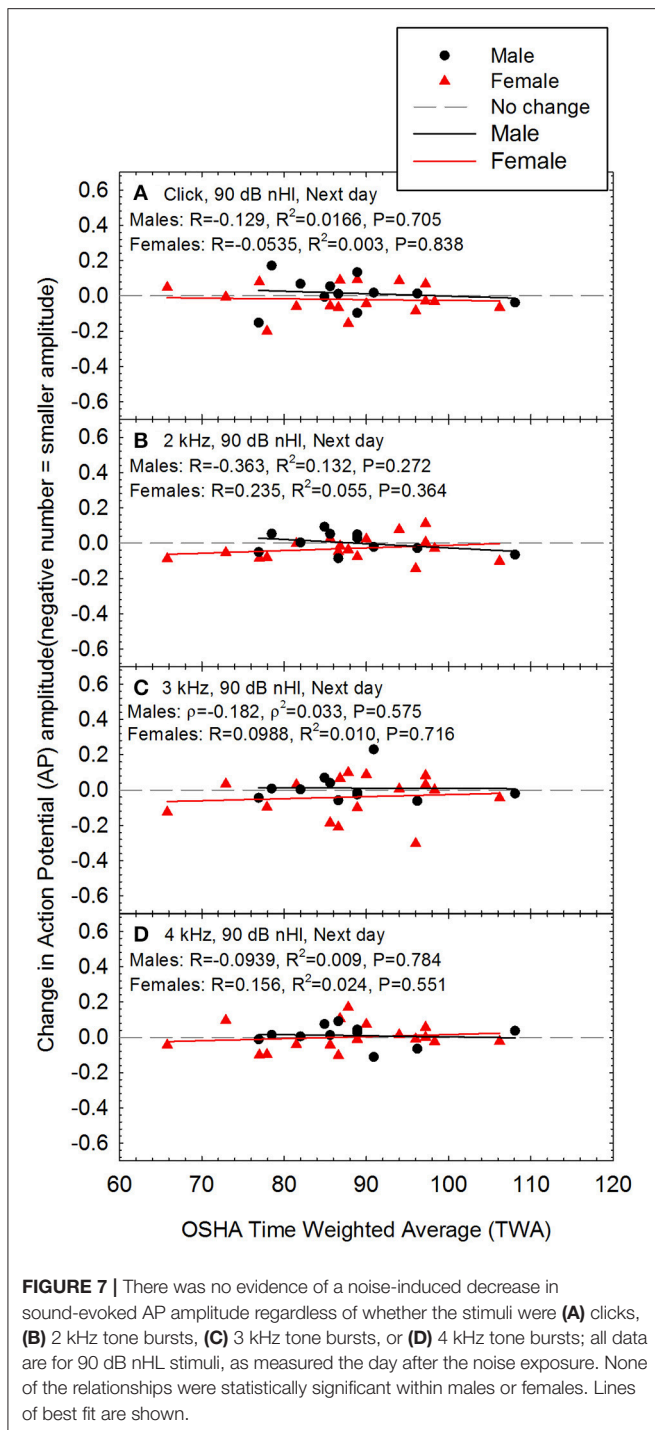 Male
Female
No change
Male
Female
Change in Action Potential (AP) amplitude(negative number = smaller amplitude)
0.6
0.4
0.2
0.0
-0.2
-0.4
-0.6
A Click, 90 dB nHl, Next day
Males: R=-0.129, R²=0.0166, P=0.705
Females: R=-0.0535, R²=0.003, P=0.838
0.6
0.4
0.2
0.0
-0.2
-0.4
-0.6
B 2 kHz, 90 dB nHl, Next day
Males: R=-0.363, R²=0.132, P=0.272
Females: R=0.235, R²=0.055, P=0.364
0.6
0.4
0.2
0.0
-0.2
-0.4
-0.6
C 3 kHz, 90 dB nHl, Next day
Males: ρ=-0.182, ρ²=0.033, P=0.575
Females: R=0.0988, R²=0.010, P=0.716
0.6
0.4
0.2
0.0
-0.2
-0.4
-0.6
D 4 kHz, 90 dB nHl, Next day
Males: R=-0.0939, R²=0.009, P=0.784
Females: R=0.156, R²=0.024, P=0.551
60 70 80 90 100 110 120
OSHA Time Weighted Average (TWA)
FIGURE 7 | There was no evidence of a noise-induced decrease in
sound-evoked AP amplitude regardless of whether the stimuli were (A) clicks,
(B) 2 kHz tone bursts, (C) 3 kHz tone bursts, or (D) 4 kHz tone bursts; all data
are for 90 dB nHL stimuli, as measured the day after the noise exposure. None
of the relationships were statistically significant within males or females. Lines
of best fit are shown.